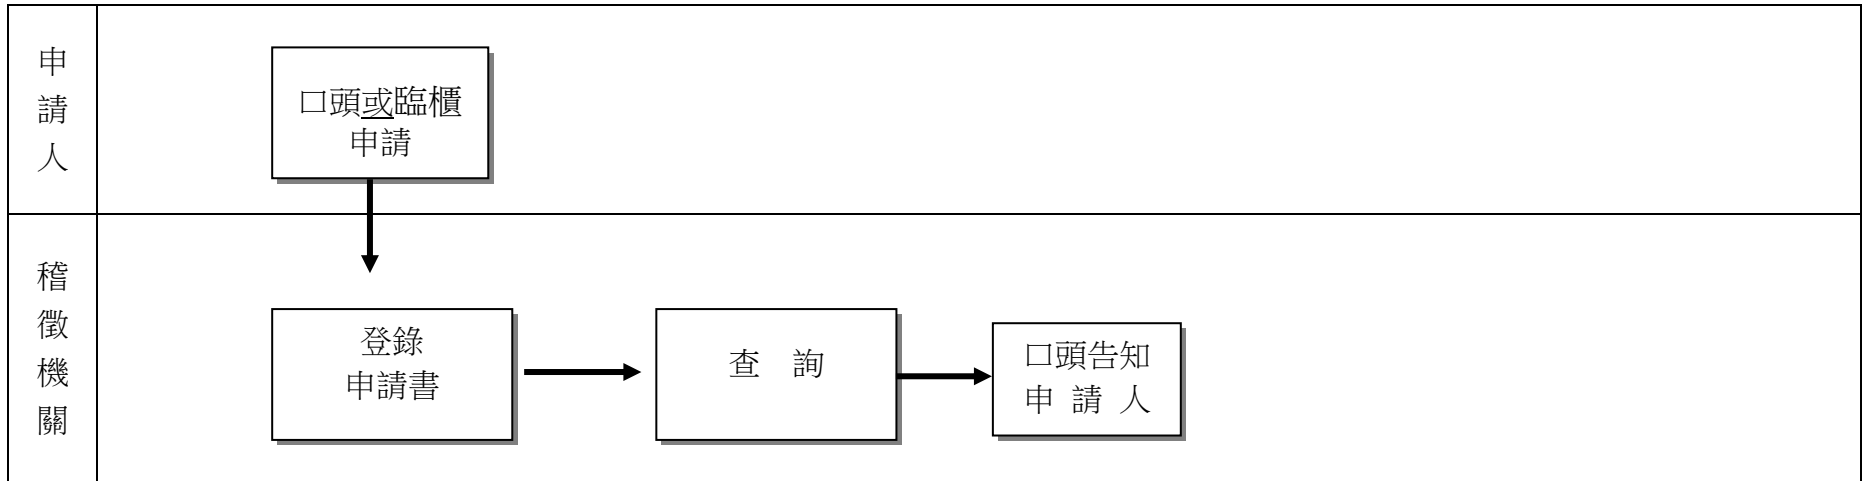 申
請
人
口頭或臨櫃
申請
稽
徵
機
關
登錄
申請書
查 詢
口頭告知
申 請 人